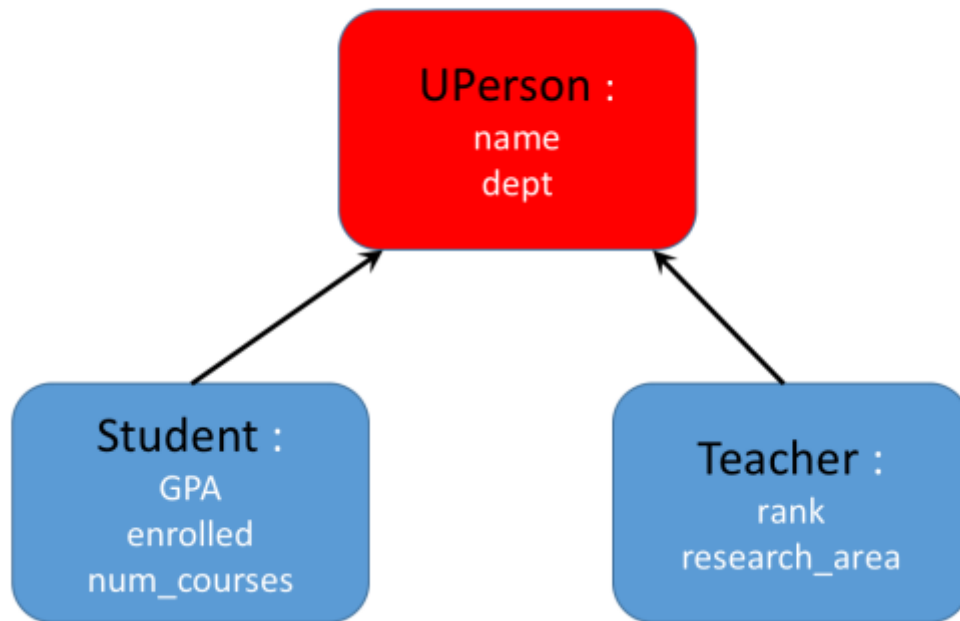 UPerson :
name
dept
Student :
GPA
enrolled
num_courses
Teacher :
rank
research_area